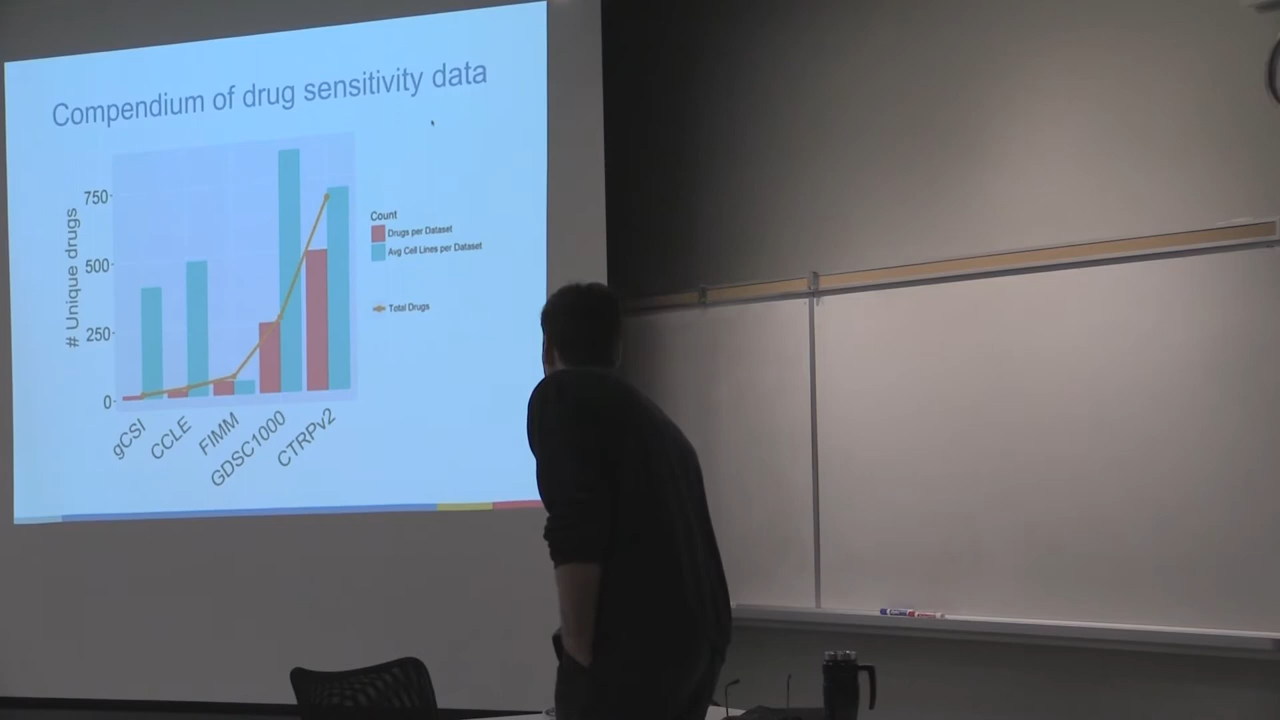 Compendium of drug sensitivity data
# Unique drugs
750
500
250
0
gCSI
CCLE
FIMM
GDSC1000
CTRPv2
Count
Drugs per Dataset
Avg Cell Lines per Dataset
Total Drugs